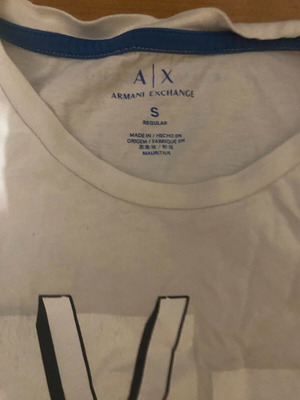 A|X
ARMANI EXCHANGE
S
REGULAR
MADE IN / HECHO EN
ORIGEM / FABRIQUÉ EN
MAURITIUS
V